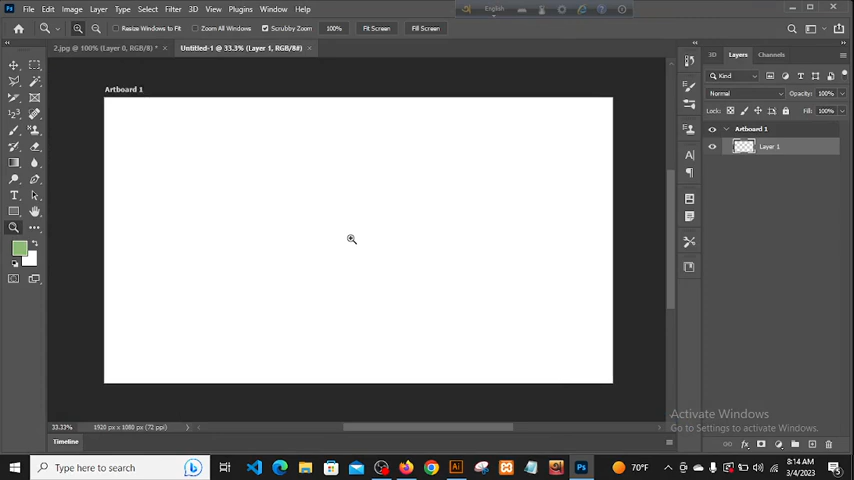 English
Ps File Edit Image Layer Type Select Filter 3D View Plugins Window Help
Resize Windows to Fit Zoom All Windows Scrubby Zoom 100% Fit Screen Fill Screen
2.jpg @ 100% (Layer 0, RGB/8) * × Untitled-1 @ 33.3% (Layer 1, RGB/8#) ×
3D Layers Channels
Kind
Artboard 1
Normal Opacity: 100%
Lock: Fill: 100%
Artboard 1
Layer 1
T
Activate Windows
Go to Settings to activate Windows.
33.33% 1920 px x 1080 px (72 ppi)
Timeline
Type here to search
Ps
70°F
8:14 AM
3/4/2023
5